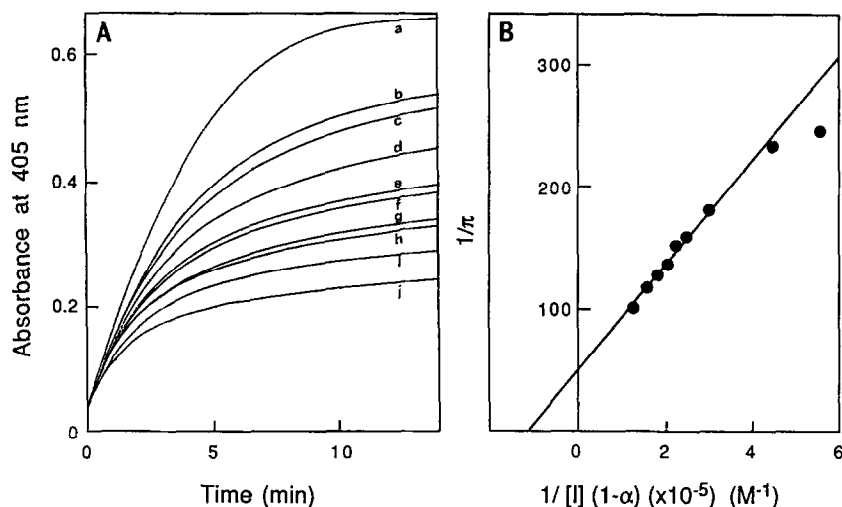 A
B
0.6
0.4
0.2
0
0
5
10
Absorbance at 405 nm
Time (min)
a
b
c
d
e
f
g
h
i
j
300
200
100
0
2
4
6
1/π
1/ [I] (1-α) (x10⁻⁵) (M⁻¹)